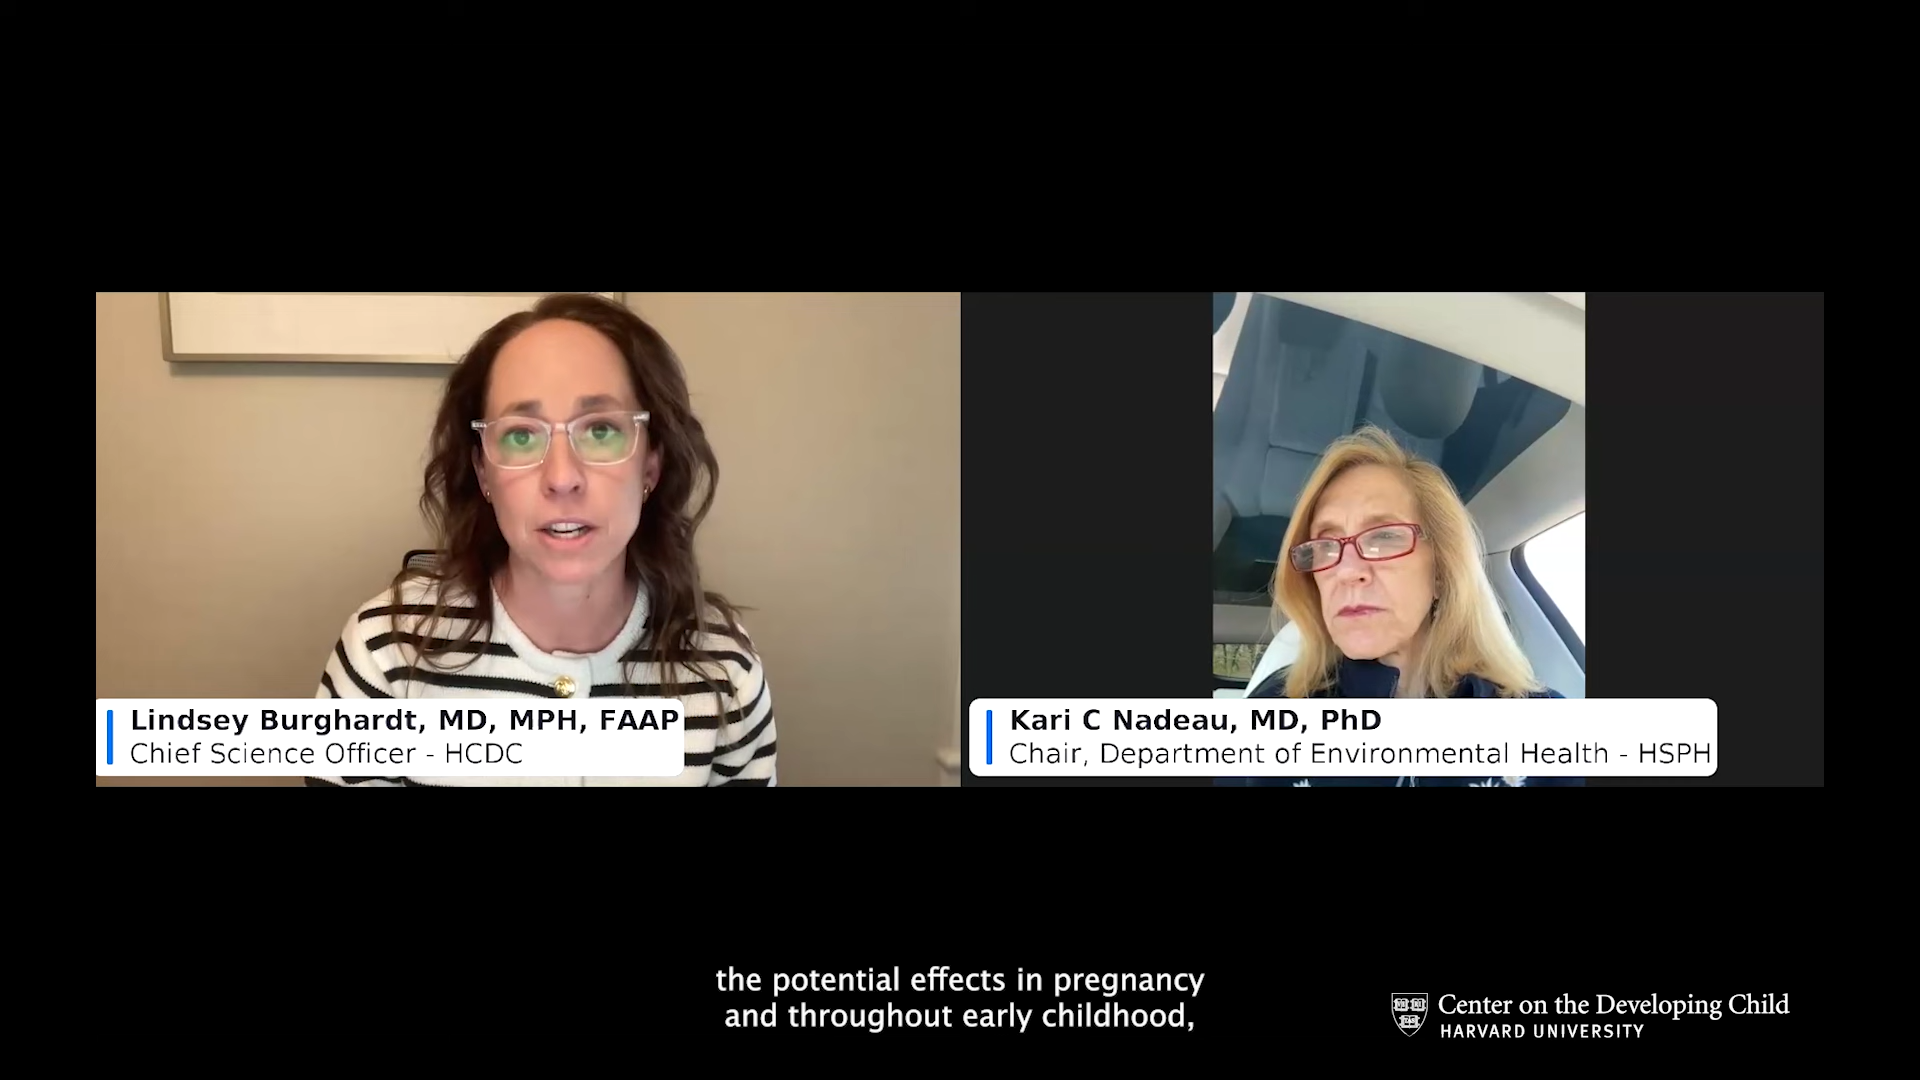 Lindsey Burghardt, MD, MPH, FAAP
Chief Science Officer - HCDC
Kari C Nadeau, MD, PhD
Chair, Department of Environmental Health - HSPH
the potential effects in pregnancy
and throughout early childhood,
Center on the Developing Child
HARVARD UNIVERSITY